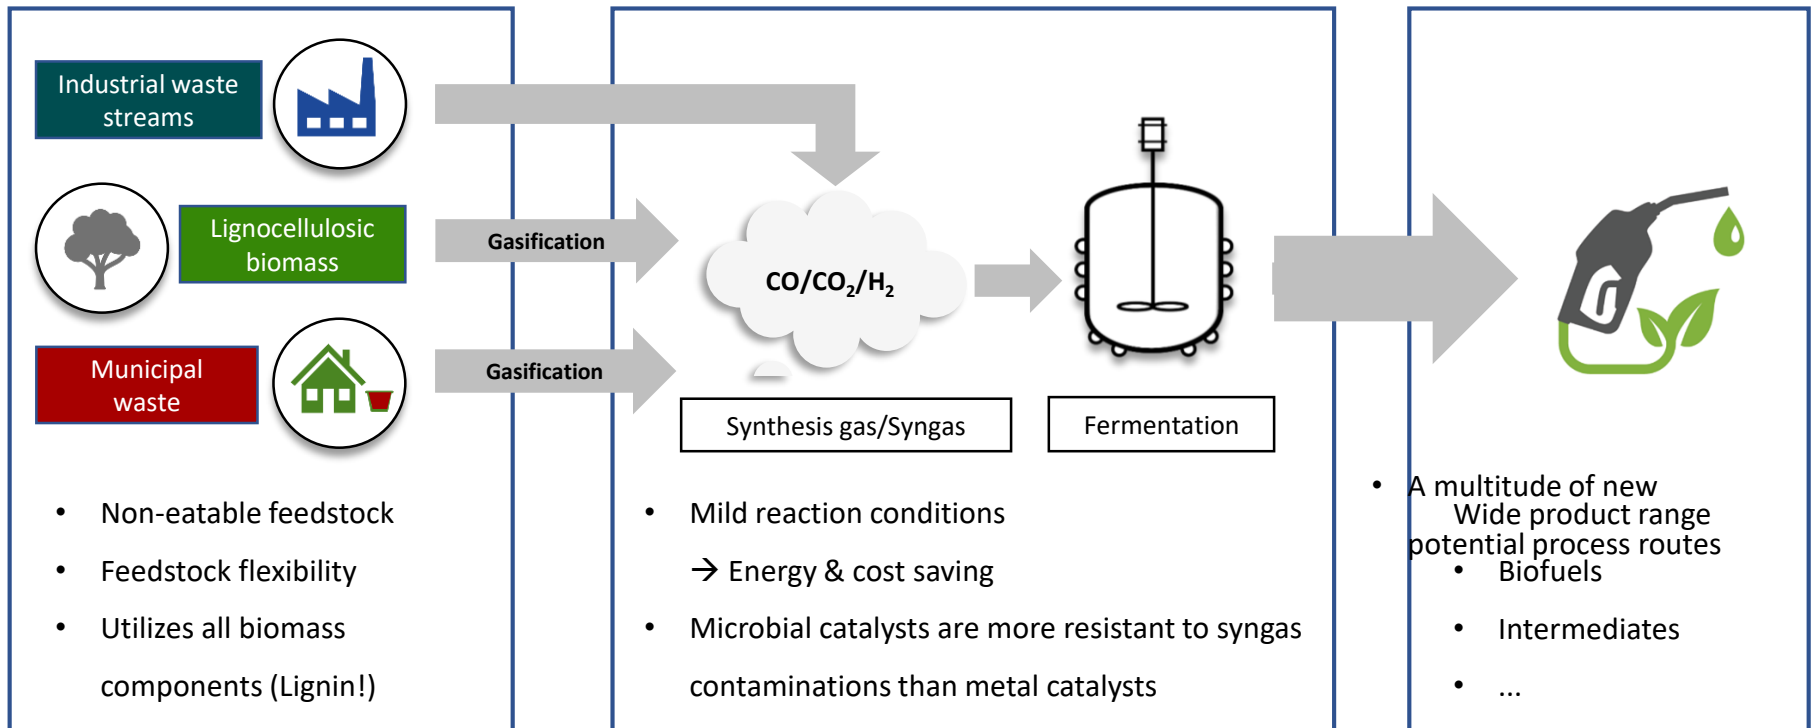 Industrial waste
streams
Lignocellulosic
biomass
Municipal
waste
Gasification
Gasification
CO/CO₂/H₂
Synthesis gas/Syngas
Fermentation
• Non-eatable feedstock
• Feedstock flexibility
• Utilizes all biomass
components (Lignin!)
• Mild reaction conditions
→ Energy & cost saving
• Microbial catalysts are more resistant to syngas
contaminations than metal catalysts
• A multitude of new
Wide product range
potential process routes
• Biofuels
• Intermediates
• ...